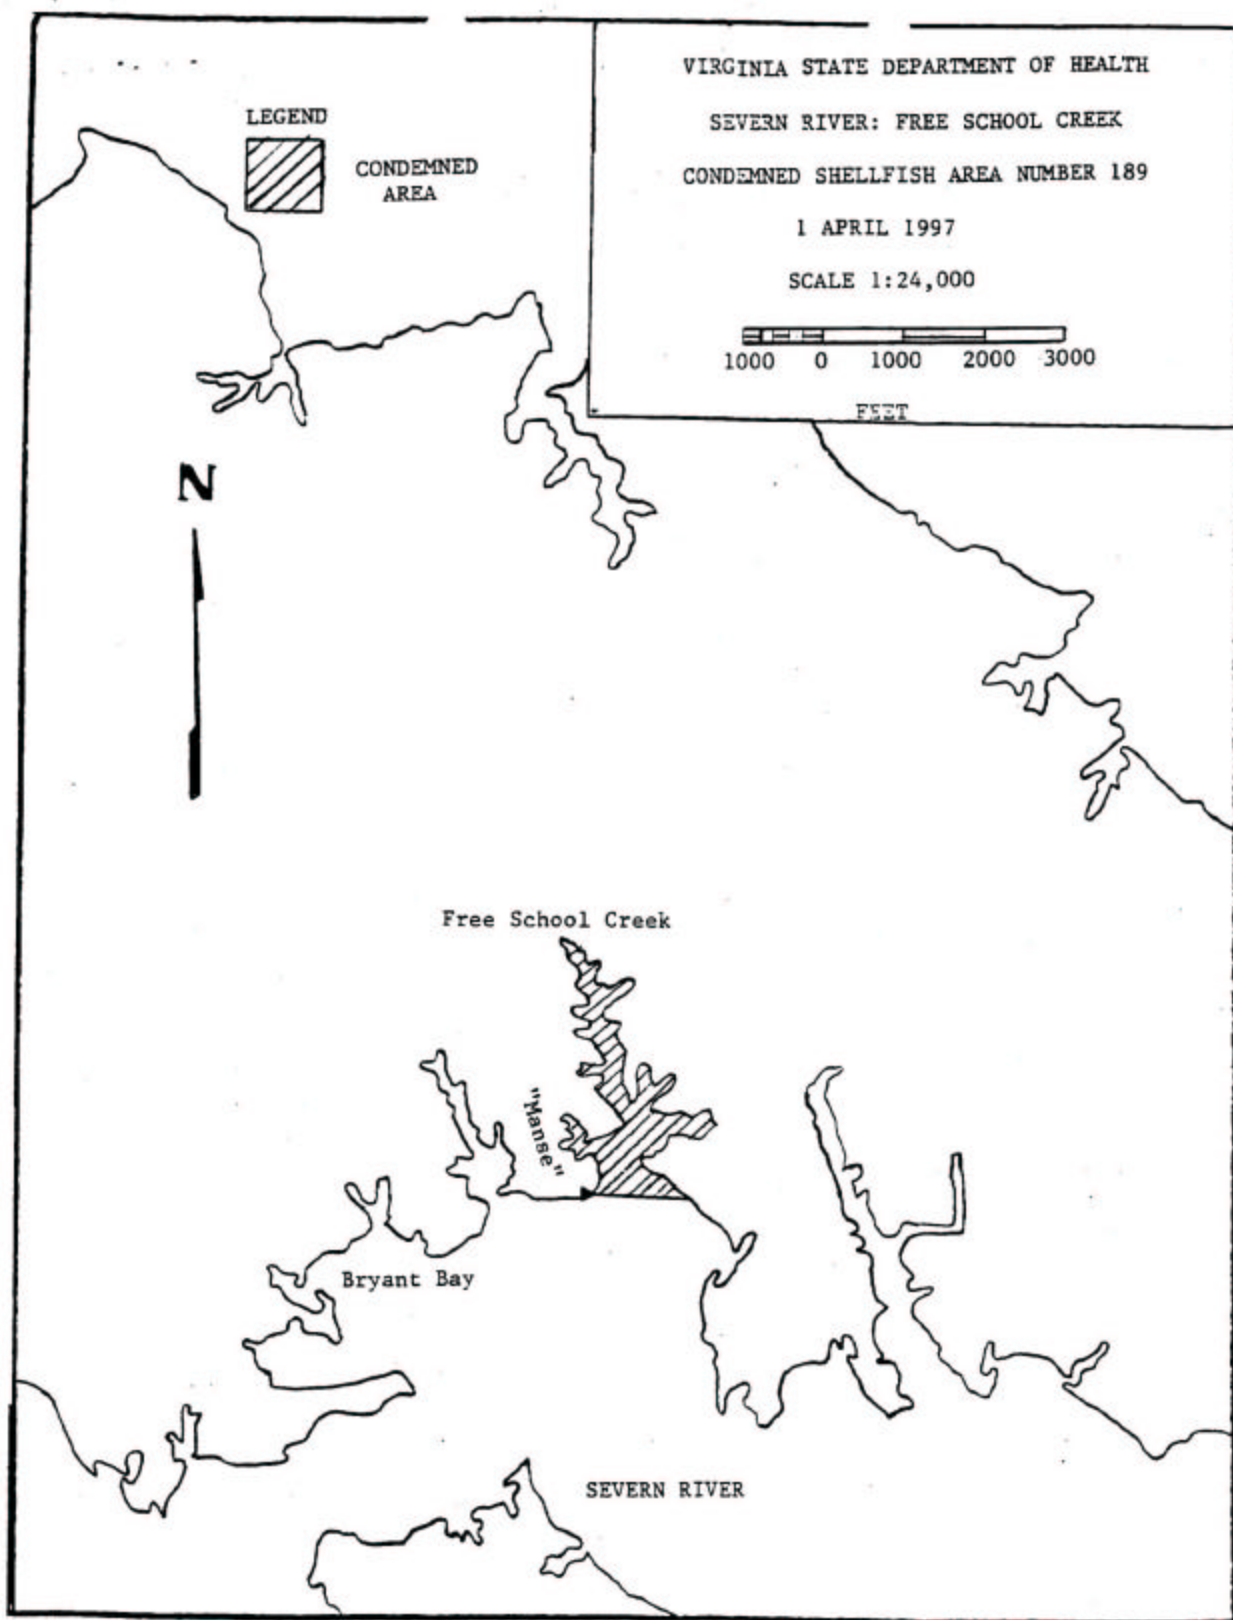 VIRGINIA STATE DEPARTMENT OF HEALTH
SEVERN RIVER: FREE SCHOOL CREEK
CONDEMNED SHELLFISH AREA NUMBER 189
1 APRIL 1997
SCALE 1:24,000
1000 0 1000 2000 3000
FEET
LEGEND
CONDEMNED
AREA
N
Free School Creek
"Manse"
Bryant Bay
SEVERN RIVER